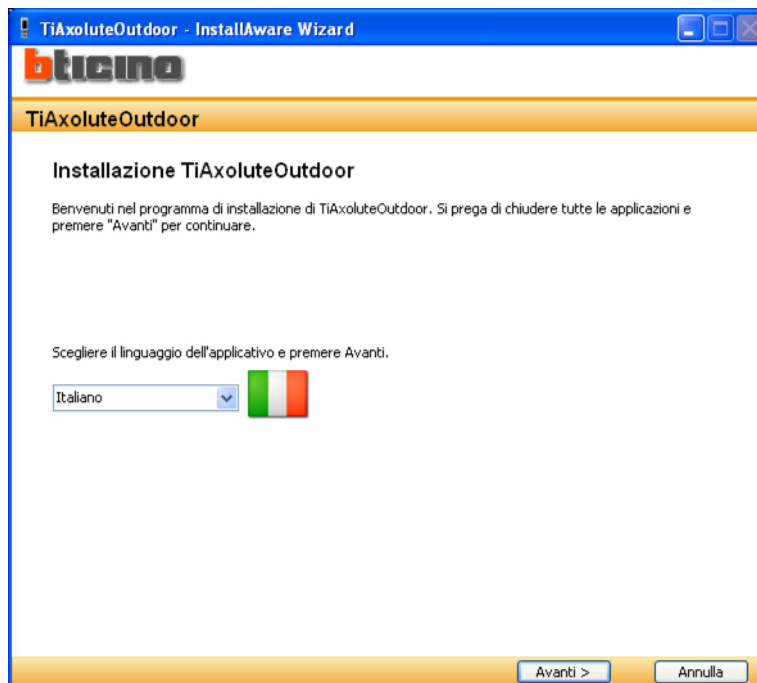 TiAxoluteOutdoor - InstallAware Wizard
bticino
TiAxoluteOutdoor
Installazione TiAxoluteOutdoor
Benvenuti nel programma di installazione di TiAxoluteOutdoor. Si prega di chiudere tutte le applicazioni e
premere "Avanti" per continuare.
Scegliere il linguaggio dell'applicativo e premere Avanti.
Italiano
Avanti >
Annulla